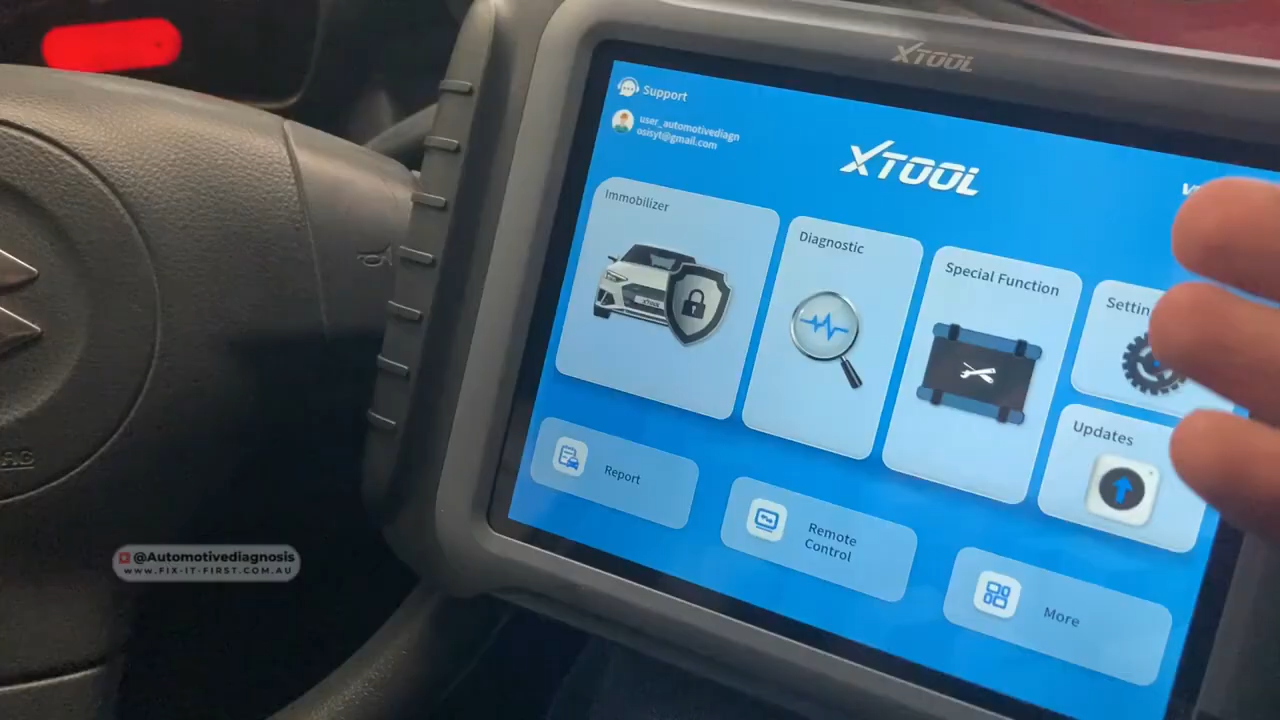 XTOOL
Support
user_automotivediagn
osisyt@gmail.com
XTOOL
Immobilizer
Diagnostic
Special Function
Updates
Report
Remote
Control
More
@Automotivediagnosis
WWW.FIX-IT-FIRST.COM.AU